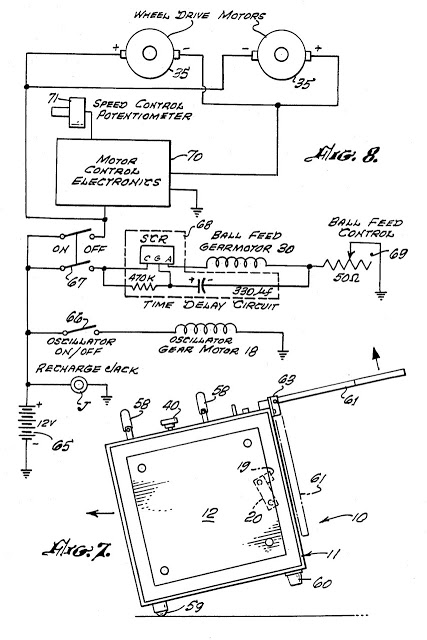 WHEEL DRIVE MOTORS
+ - - +
35 35
71
SPEED CONTROL
POTENTIOMETER
MOTOR
CONTROL
ELECTRONICS
70
FIG. 8.
ON OFF
67
68
SCR
C G A
470K
+ -
330µf
TIME DELAY CIRCUIT
BALL FEED
GEARMOTOR 30
BALL FEED
CONTROL
69
50Ω
66
OSCILLATOR
ON/OFF
OSCILLATOR
GEAR MOTOR 18
RECHARGE JACK
J
+
12V
-
65
58 40 58 63
61
19
12
20
61
10
11
FIG. 7.
59
60